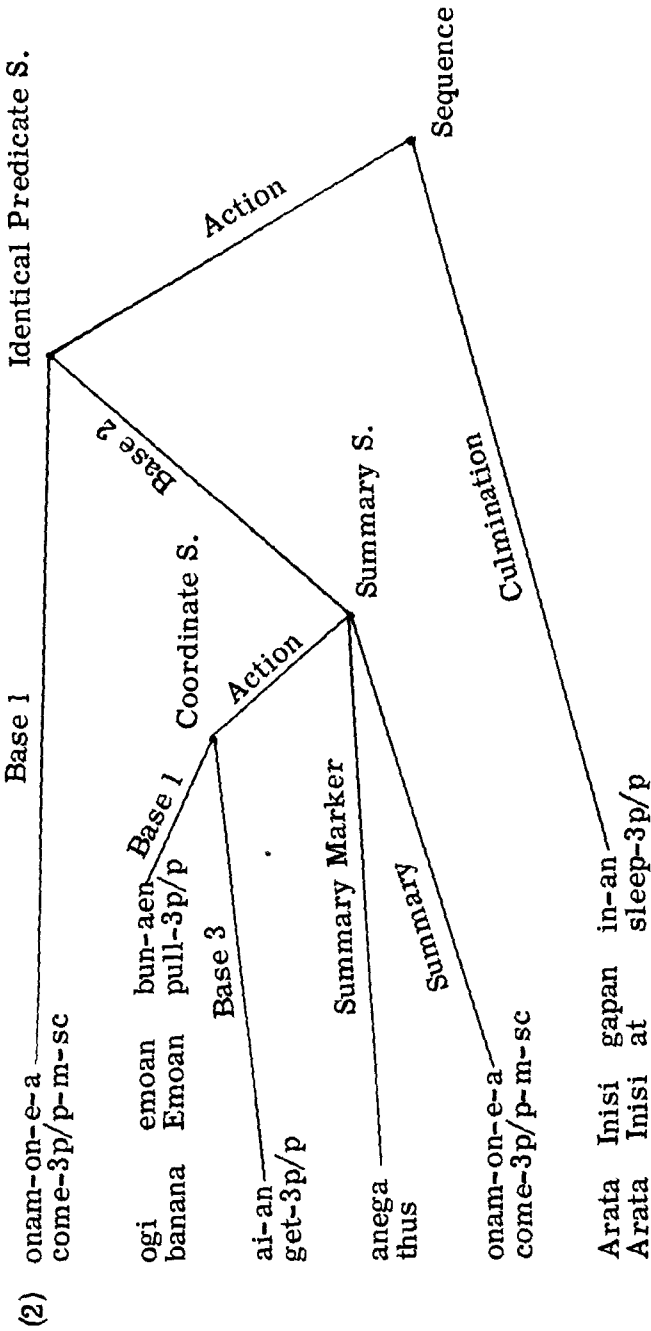 (2) onam-on-e-a
come-3p/p-m-sc
Base 1
Identical Predicate S.
ogi emoan bun-aen
banana Emoan pull-3p/p
Base 1
Coordinate S.
Base 2
Action
ai-an
get-3p/p
Base 3
Action
anega
thus
Summary Marker
Summary S.
Sequence
onam-on-e-a
come-3p/p-m-sc
Summary
Culmination
Arata Inisi gapan in-an
Arata Inisi at sleep-3p/p